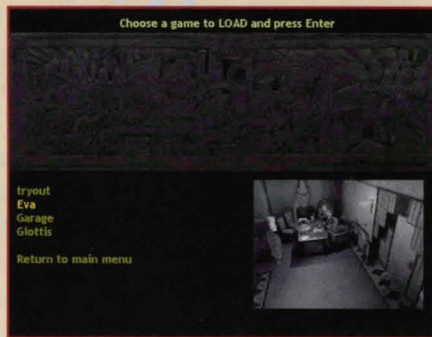 Choose a game to LOAD and press Enter
tryout
Eva
Garage
Glottis
Return to main menu